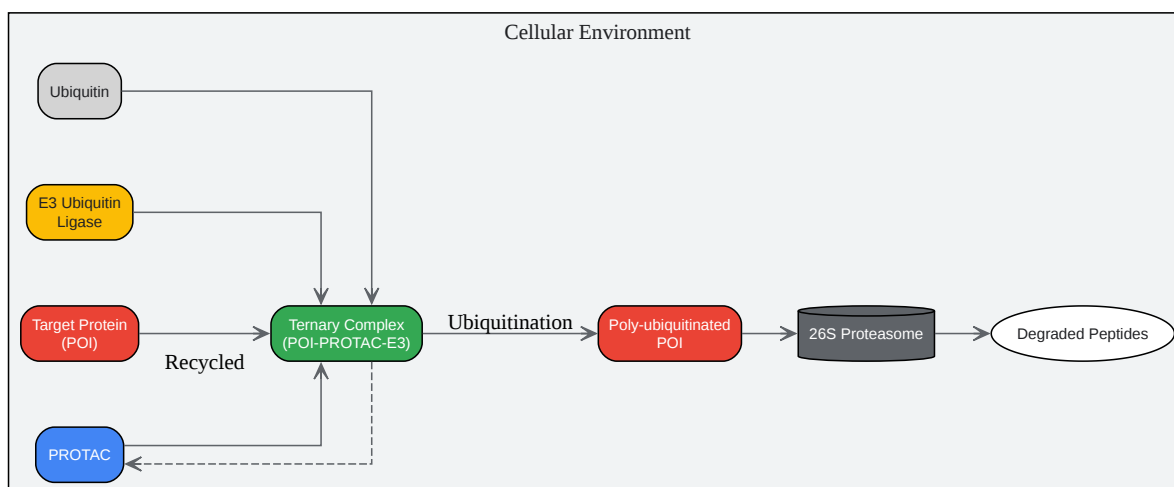 Cellular Environment
Ubiquitin
E3 Ubiquitin
Ligase
Target Protein
(POI)
Recycled
Ternary Complex
(POI-PROTAC-E3)
Ubiquitination
Poly-ubiquitinated
POI
26S Proteasome
Degraded Peptides
PROTAC